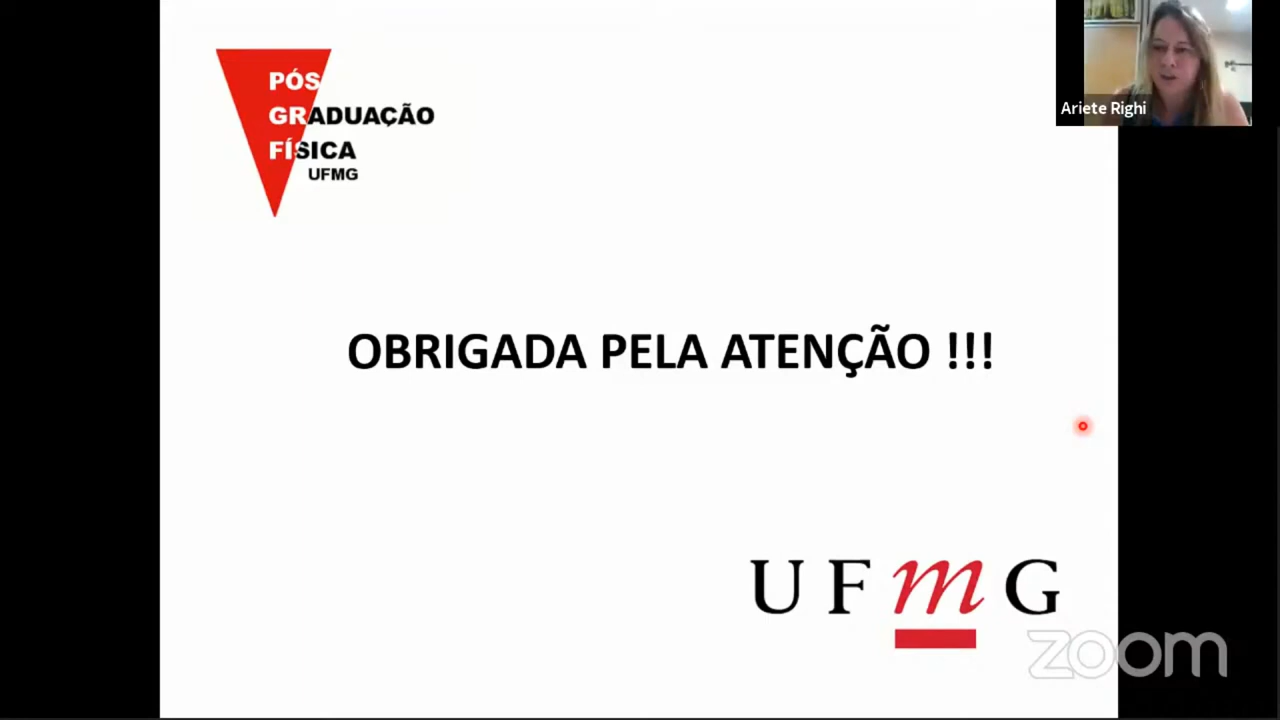 PÓS
GRADUAÇÃO
FÍSICA
UFMG
Ariete Righi
OBRIGADA PELA ATENÇÃO !!!
UFmG
zoom